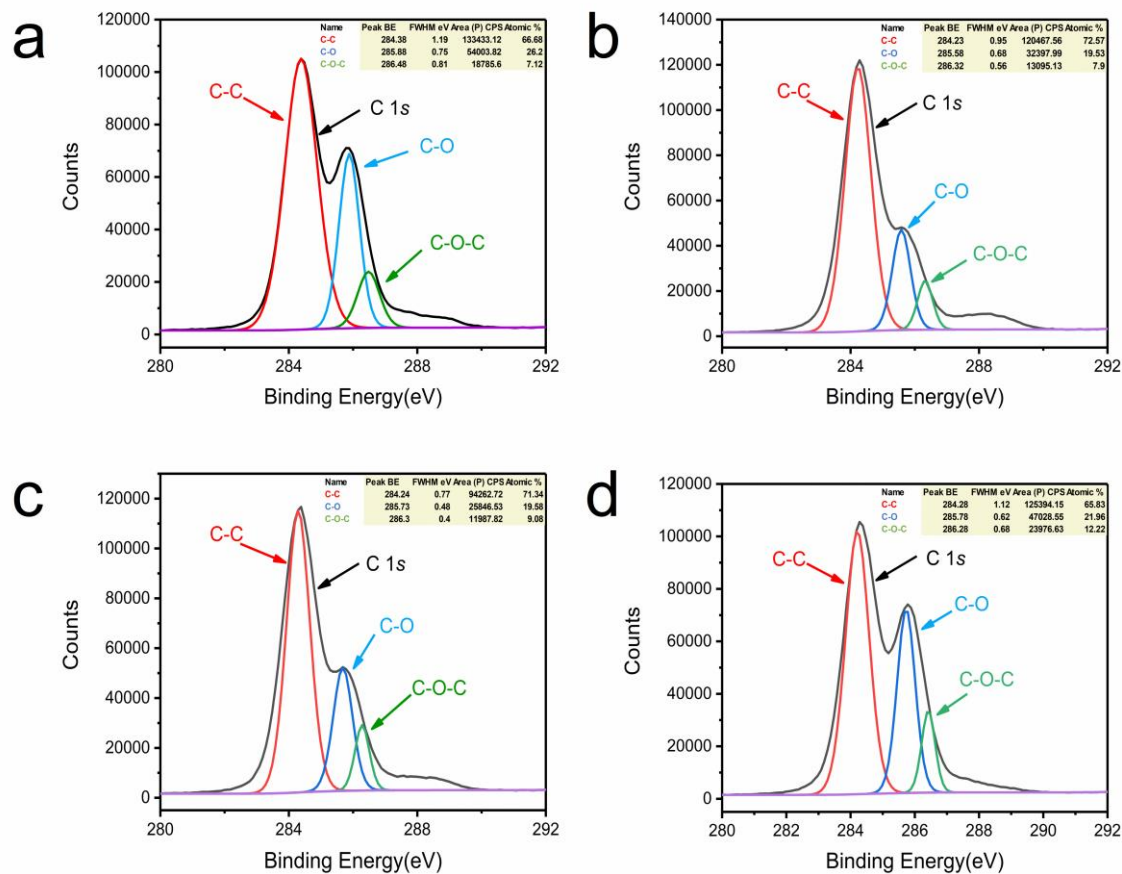 a
Name Peak BE FWHM eV Area (P) CPS Atomic %
C-C 284.38 1.19 133433.12 66.68
C-O 285.88 0.75 54003.82 26.2
C-O-C 286.48 0.81 18785.6 7.12
C-C
C 1s
C-O
C-O-C
120000
100000
80000
60000
40000
20000
0
Counts
280 284 288 292
Binding Energy(eV)
b
Name Peak BE FWHM eV Area (P) CPS Atomic %
C-C 284.23 0.95 120467.56 72.57
C-O 285.58 0.68 32397.99 19.53
C-O-C 286.32 0.56 13095.13 7.9
C-C
C 1s
C-O
C-O-C
140000
120000
100000
80000
60000
40000
20000
0
Counts
280 284 288 292
Binding Energy(eV)
c
Name Peak BE FWHM eV Area (P) CPS Atomic %
C-C 284.24 0.77 94262.72 71.34
C-O 285.73 0.48 25846.53 19.58
C-O-C 286.3 0.4 11987.82 9.08
C-C
C 1s
C-O
C-O-C
120000
100000
80000
60000
40000
20000
0
Counts
280 284 288 292
Binding Energy(eV)
d
Name Peak BE FWHM eV Area (P) CPS Atomic %
C-C 284.28 1.12 125394.15 65.83
C-O 285.78 0.62 47028.55 21.96
C-O-C 286.28 0.68 23976.63 12.22
C-C
C 1s
C-O
C-O-C
120000
100000
80000
60000
40000
20000
0
Counts
280 282 284 286 288 290 292
Binding Energy(eV)